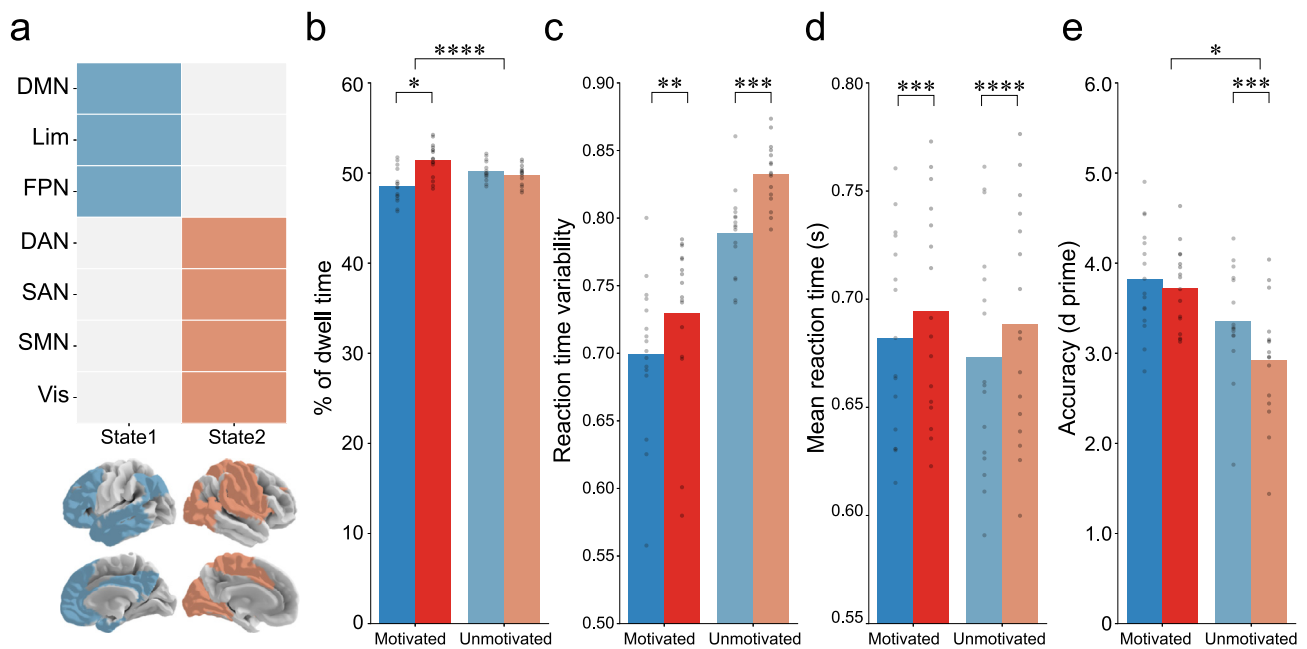 a
DMN
Lim
FPN
DAN
SAN
SMN
Vis
State1 State2
b
% of dwell time
60
50
40
30
20
10
0
****
*
Motivated Unmotivated
c
Reaction time variability
0.90
0.85
0.80
0.75
0.70
0.65
0.60
0.55
0.50
**
***
Motivated Unmotivated
d
Mean reaction time (s)
0.80
0.75
0.70
0.65
0.60
0.55
***
****
Motivated Unmotivated
e
Accuracy (d prime)
6.0
5.0
4.0
3.0
2.0
1.0
0
*
***
Motivated Unmotivated